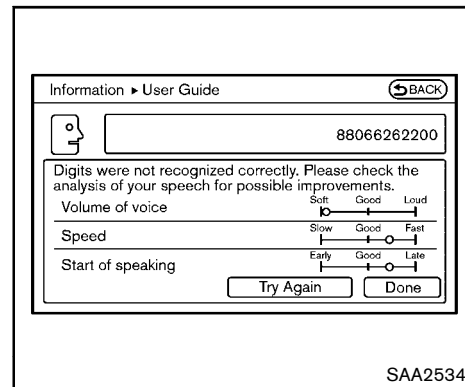 Information ▸ User Guide
BACK
88066262200
Digits were not recognized correctly. Please check the
analysis of your speech for possible improvements.
Volume of voice
Soft Good Loud
Speed
Slow Good Fast
Start of speaking
Early Good Late
Try Again
Done
SAA2534